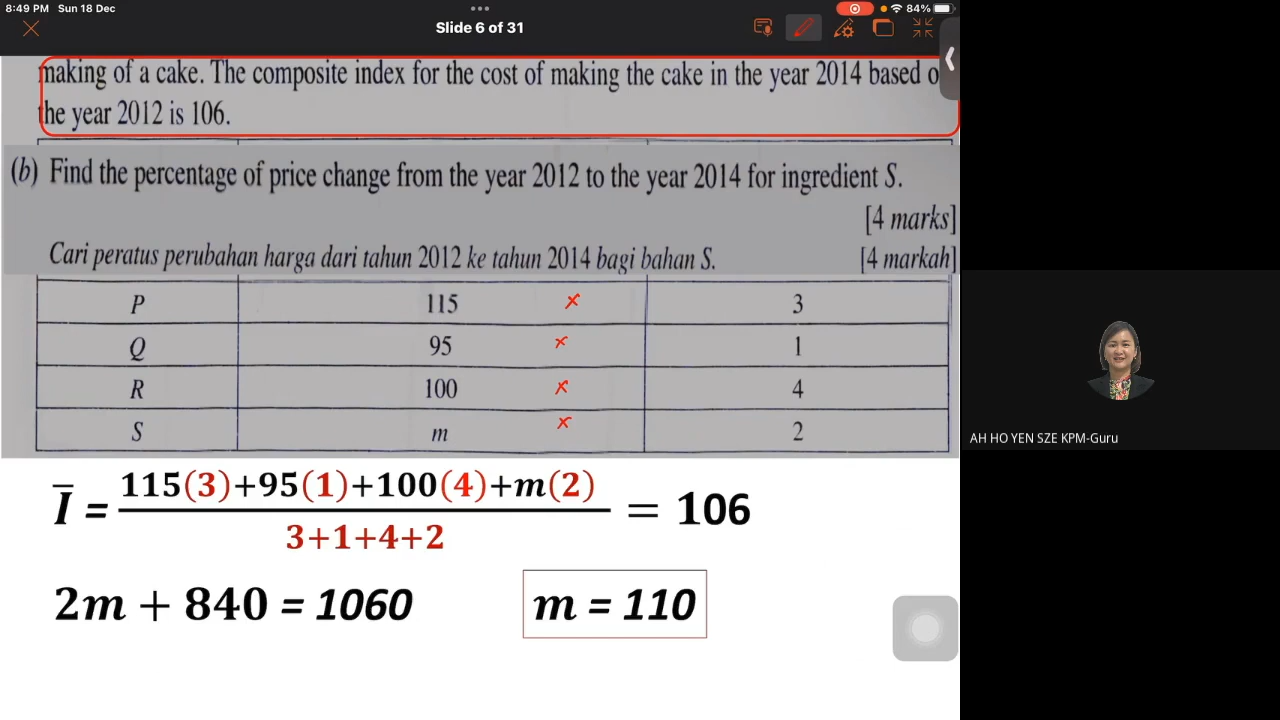 8:49 PM Sun 18 Dec
84%
Slide 6 of 31
making of a cake. The composite index for the cost of making the cake in the year 2014 based o
the year 2012 is 106.
(b) Find the percentage of price change from the year 2012 to the year 2014 for ingredient S.
[4 marks]
Cari peratus perubahan harga dari tahun 2012 ke tahun 2014 bagi bahan S. [4 markah]
P 115 × 3
Q 95 × 1
R 100 × 4
S m × 2
Ī = 115(3)+95(1)+100(4)+m(2) / 3+1+4+2 = 106
2m + 840 = 1060 m = 110
AH HO YEN SZE KPM-Guru